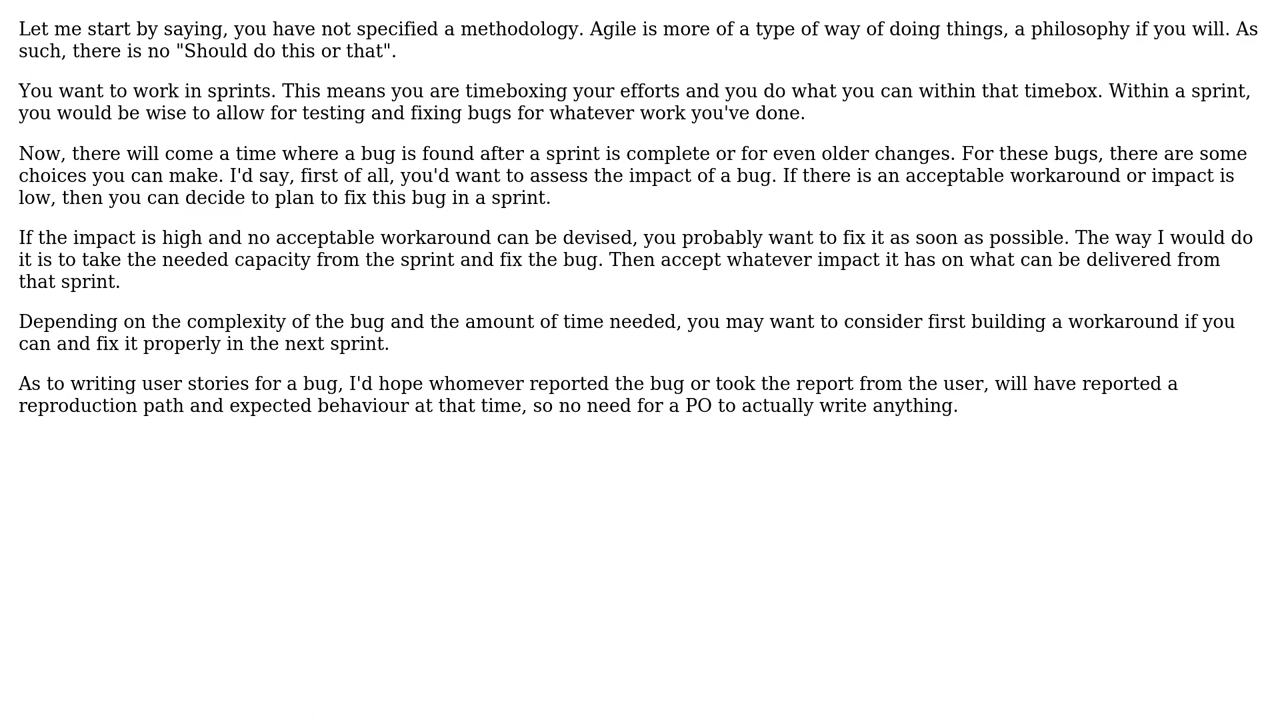 Let me start by saying, you have not specified a methodology. Agile is more of a type of way of doing things, a philosophy if you will. As
such, there is no "Should do this or that".
You want to work in sprints. This means you are timeboxing your efforts and you do what you can within that timebox. Within a sprint,
you would be wise to allow for testing and fixing bugs for whatever work you've done.
Now, there will come a time where a bug is found after a sprint is complete or for even older changes. For these bugs, there are some
choices you can make. I'd say, first of all, you'd want to assess the impact of a bug. If there is an acceptable workaround or impact is
low, then you can decide to plan to fix this bug in a sprint.
If the impact is high and no acceptable workaround can be devised, you probably want to fix it as soon as possible. The way I would do
it is to take the needed capacity from the sprint and fix the bug. Then accept whatever impact it has on what can be delivered from
that sprint.
Depending on the complexity of the bug and the amount of time needed, you may want to consider first building a workaround if you
can and fix it properly in the next sprint.
As to writing user stories for a bug, I'd hope whomever reported the bug or took the report from the user, will have reported a
reproduction path and expected behaviour at that time, so no need for a PO to actually write anything.